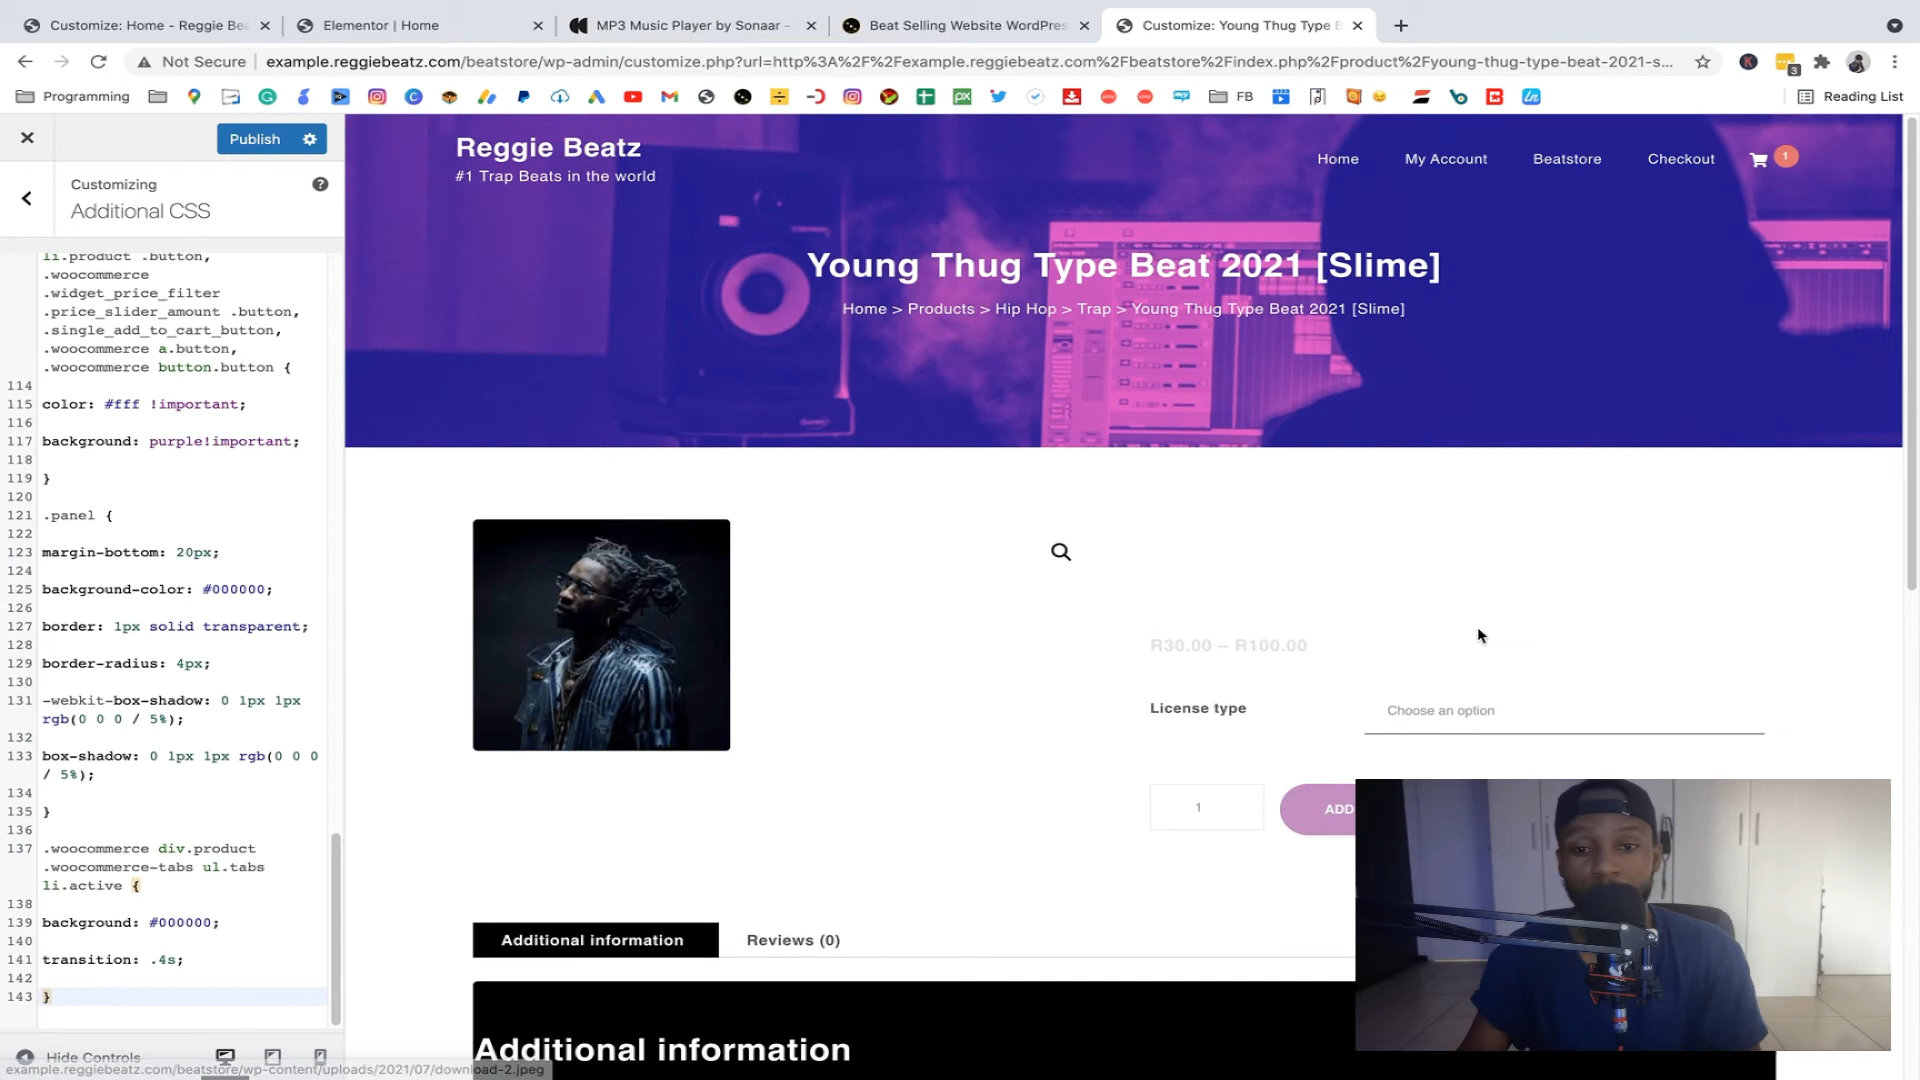 Customize: Home - Reggie Bea
Elementor | Home
MP3 Music Player by Sonaar -
Beat Selling Website WordPres
Customize: Young Thug Type B
Not Secure
example.reggiebeatz.com/beatstore/wp-admin/customize.php?url=http%3A%2F%2Fexample.reggiebeatz.com%2Fbeatstore%2Findex.php%2Fproduct%2Fyoung-thug-type-beat-2021-s...
3
Programming
FB
Reading List
Publish
Customizing
Additional CSS
li.product .button,
.woocommerce
.widget_price_filter
.price_slider_amount .button,
.single_add_to_cart_button,
.woocommerce a.button,
.woocommerce button.button {
114
115 color: #fff !important;
116
117 background: purple!important;
118
119 }
120
121 .panel {
122
123 margin-bottom: 20px;
124
125 background-color: #000000;
126
127 border: 1px solid transparent;
128
129 border-radius: 4px;
130
131 -webkit-box-shadow: 0 1px 1px
rgb(0 0 0 / 5%);
132
133 box-shadow: 0 1px 1px rgb(0 0 0
/ 5%);
134
135 }
136
137 .woocommerce div.product
.woocommerce-tabs ul.tabs
li.active {
138
139 background: #000000;
140
141 transition: .4s;
142
143 }
Hide Controls
example.reggiebeatz.com/beatstore/wp-content/uploads/2021/07/download-2.jpeg
Reggie Beatz
#1 Trap Beats in the world
Home
My Account
Beatstore
Checkout
1
Young Thug Type Beat 2021 [Slime]
Home > Products > Hip Hop > Trap > Young Thug Type Beat 2021 [Slime]
R30.00 – R100.00
License type
Choose an option
1
ADD
Additional information
Reviews (0)
Additional information